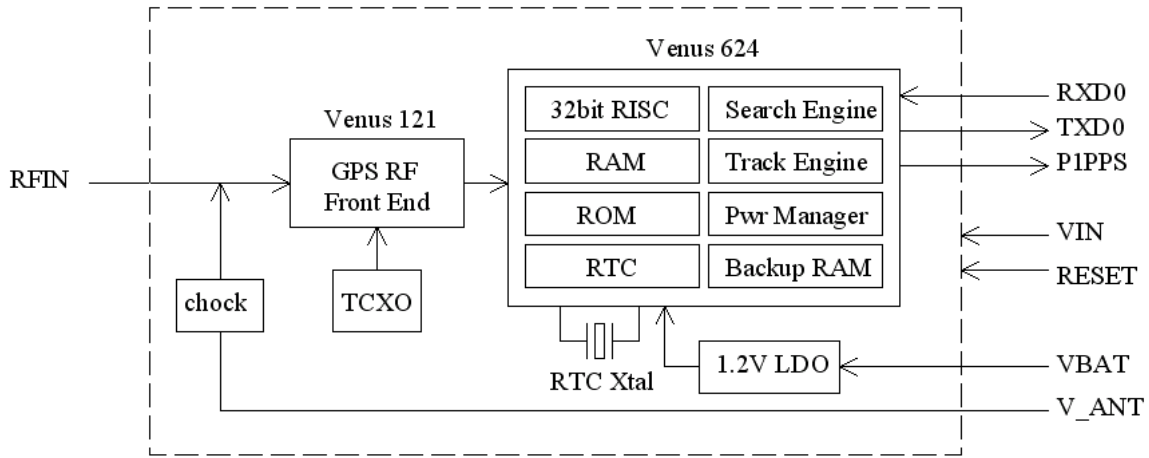 Venus 624
Venus 121
RFIN
GPS RF
Front End
chock
TCXO
32bit RISC
Search Engine
RAM
Track Engine
ROM
Pwr Manager
RTC
Backup RAM
RTC Xtal
1.2V LDO
RXD0
TXD0
P1PPS
VIN
RESET
VBAT
V_ANT